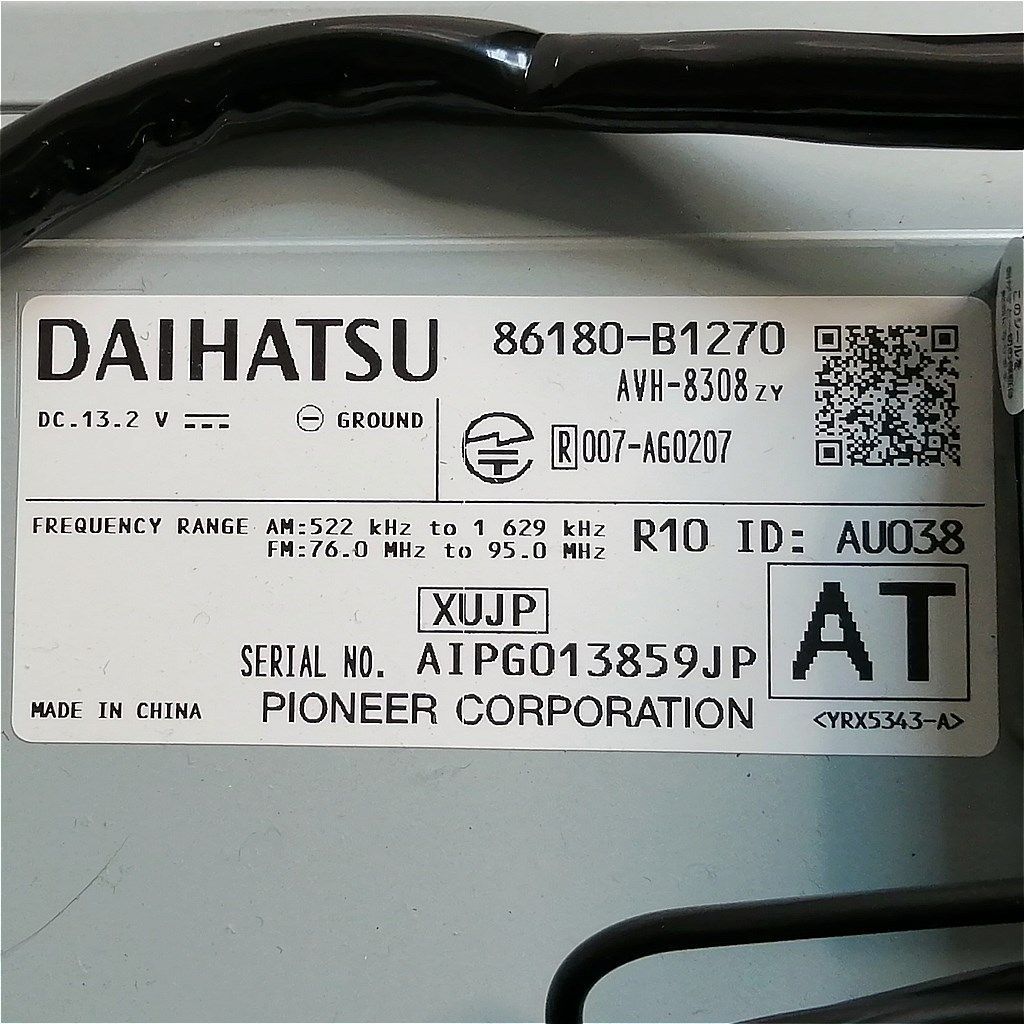 DAIHATSU
86180-B1270
AVH-8308 ZY
DC.13.2 V
GROUND
R 007-AG0207
FREQUENCY RANGE AM:522 kHz to 1 629 kHz
FM:76.0 MHz to 95.0 MHz
R10 ID: AU038
XUJP
AT
SERIAL NO. AIPG013859JP
MADE IN CHINA
PIONEER CORPORATION
<YRX5343-A>